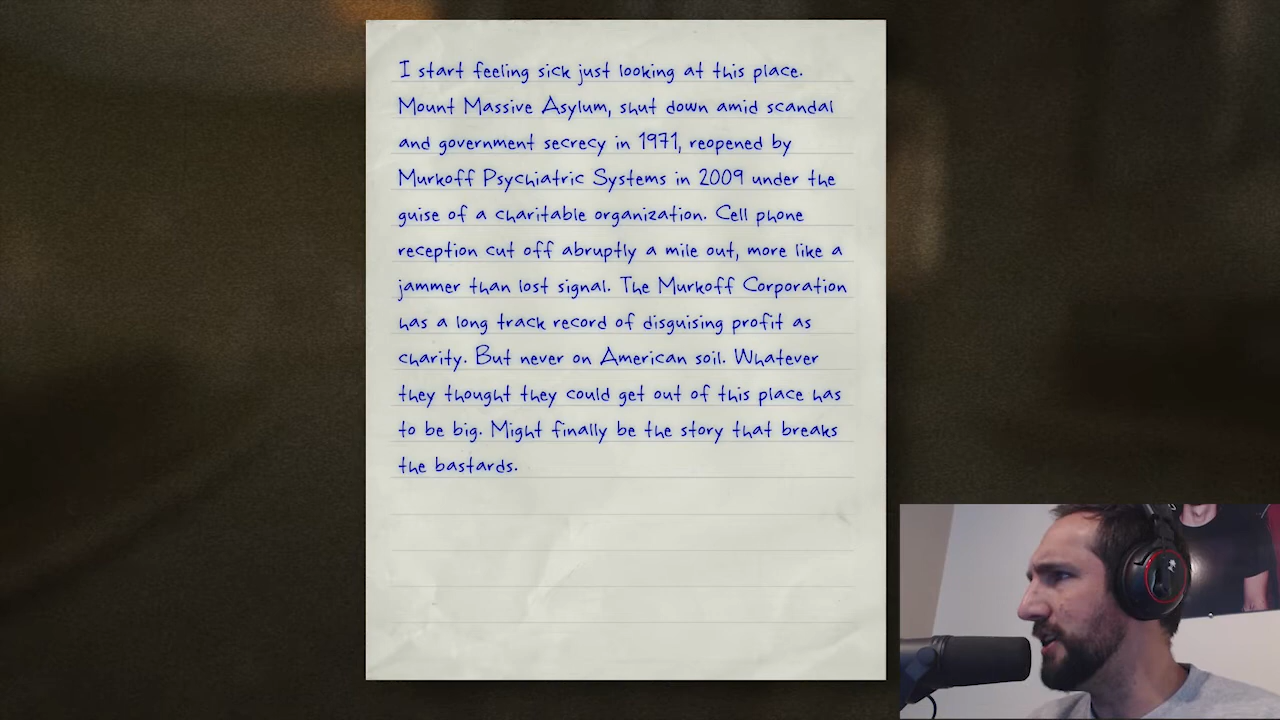 I start feeling sick just looking at this place.
Mount Massive Asylum, shut down amid scandal
and government secrecy in 1971, reopened by
Murkoff Psychiatric Systems in 2009 under the
guise of a charitable organization. Cell phone
reception cut off abruptly a mile out, more like a
jammer than lost signal. The Murkoff Corporation
has a long track record of disguising profit as
charity. But never on American soil. Whatever
they thought they could get out of this place has
to be big. Might finally be the story that breaks
the bastards.